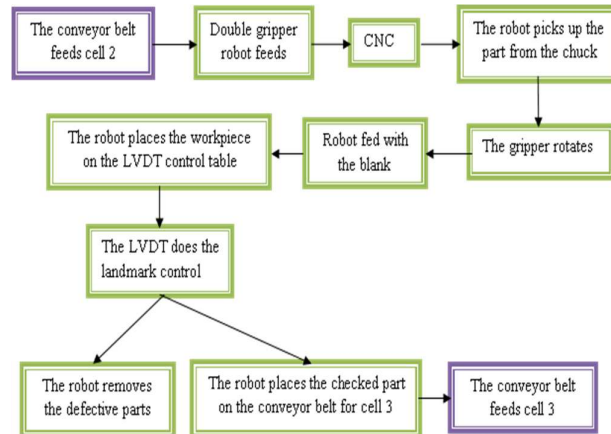 The conveyor belt
feeds cell 2
Double gripper
robot feeds
CNC
The robot picks up the
part from the chuck
The gripper rotates
Robot fed with
the blank
The robot places the workpiece
on the LVDT control table
The LVDT does the
landmark control
The robot removes
the defective parts
The robot places the checked part
on the conveyor belt for cell 3
The conveyor belt
feeds cell 3